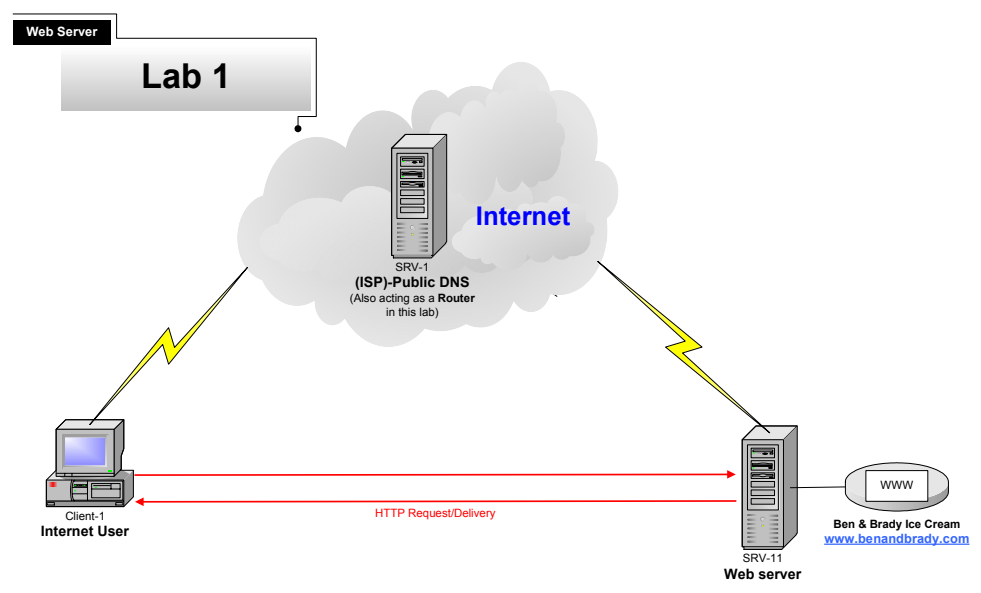 Web Server
Lab 1
Internet
SRV-1
(ISP)-Public DNS
(Also acting as a Router
in this lab)
Client-1
Internet User
HTTP Request/Delivery
SRV-11
Web server
WWW
Ben & Brady Ice Cream
www.benandbrady.com